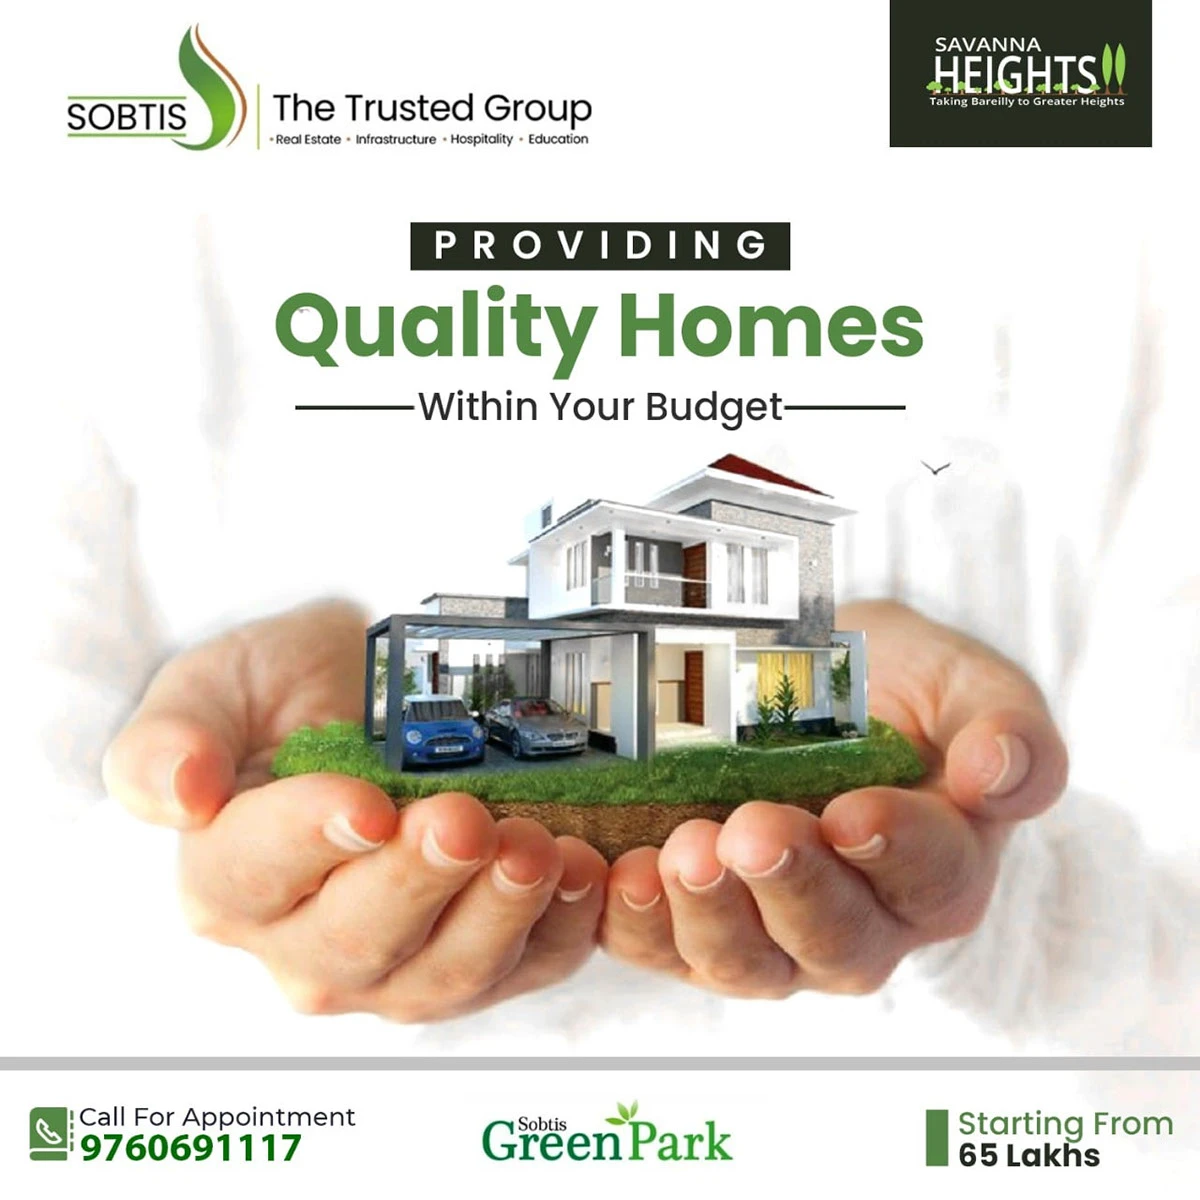 SOBTIS
The Trusted Group
• Real Estate • Infrastructure • Hospitality • Education
SAVANNA
HEIGHTS
Taking Bareilly to Greater Heights
PROVIDING
Quality Homes
Within Your Budget
Call For Appointment
9760691117
Sobtis
Green Park
Starting From
65 Lakhs